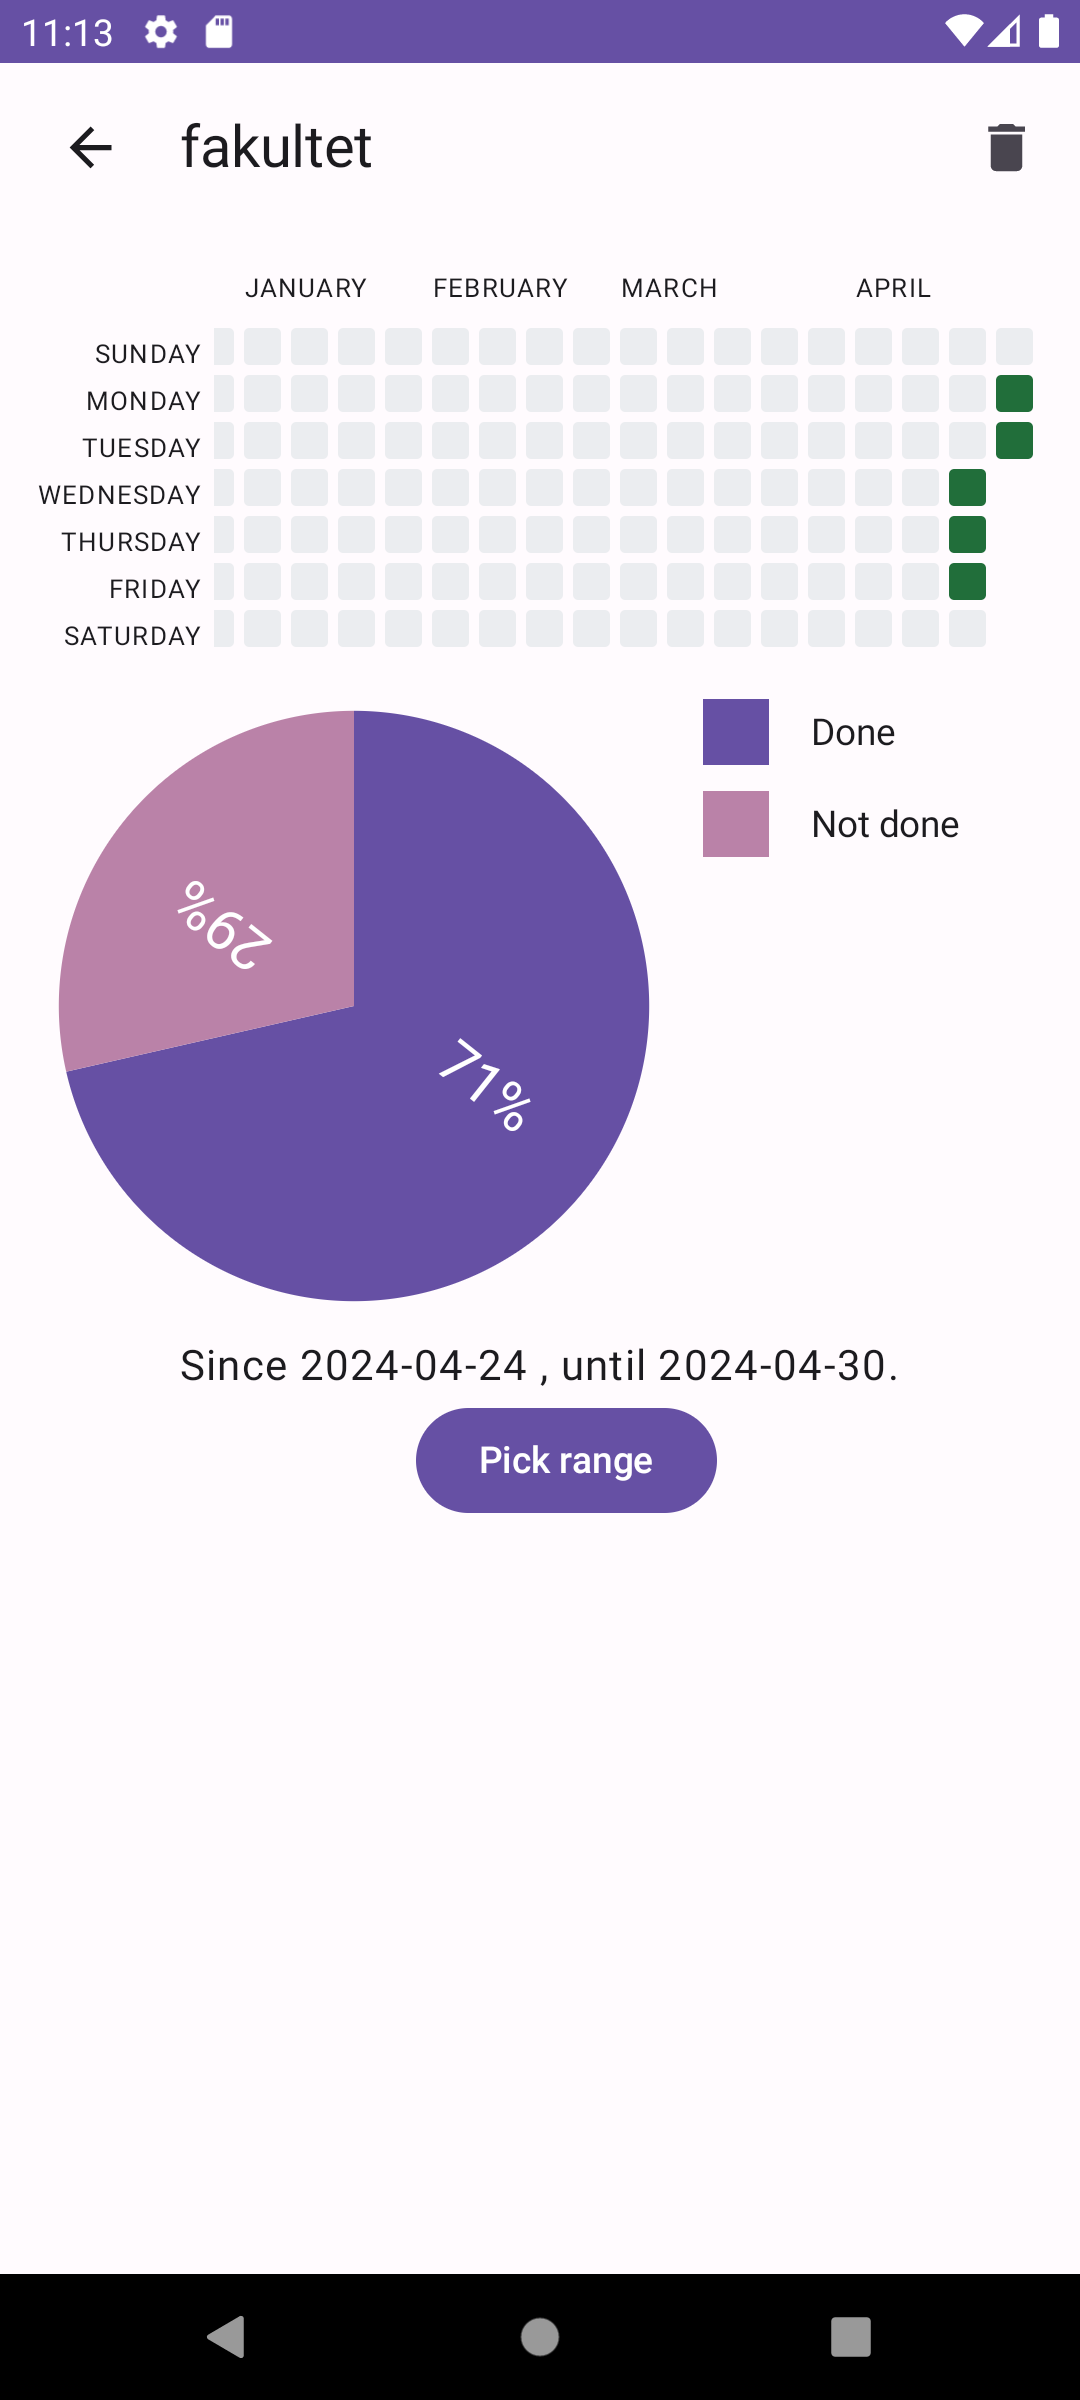 11:13
fakultet
JANUARY FEBRUARY MARCH APRIL
SUNDAY
MONDAY
TUESDAY
WEDNESDAY
THURSDAY
FRIDAY
SATURDAY
Done
Not done
29%
71%
Since 2024-04-24 , until 2024-04-30.
Pick range